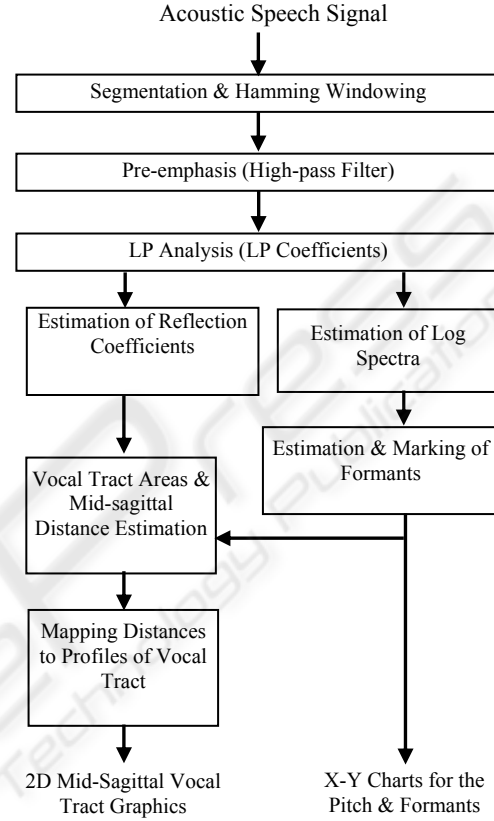 Acoustic Speech Signal
Segmentation & Hamming Windowing
Pre-emphasis (High-pass Filter)
LP Analysis (LP Coefficients)
Estimation of Reflection
Coefficients
Estimation of Log
Spectra
Estimation & Marking of
Formants
Vocal Tract Areas &
Mid-sagittal
Distance Estimation
Mapping Distances
to Profiles of Vocal
Tract
2D Mid-Sagittal Vocal
Tract Graphics
X-Y Charts for the
Pitch & Formants